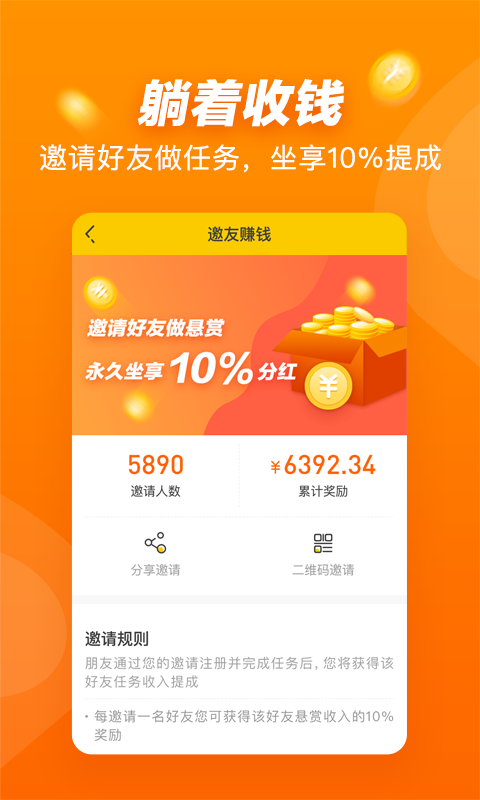 躺着收钱
邀请好友做任务，坐享10%提成
邀友赚钱
邀请好友做悬赏
永久坐享10%分红
¥
5890
¥6392.34
邀请人数
累计奖励
分享邀请
二维码邀请
邀请规则
朋友通过您的邀请注册并完成任务后，您将获得该
好友任务收入提成
• 每邀请一名好友您可获得该好友悬赏收入的10%
奖励